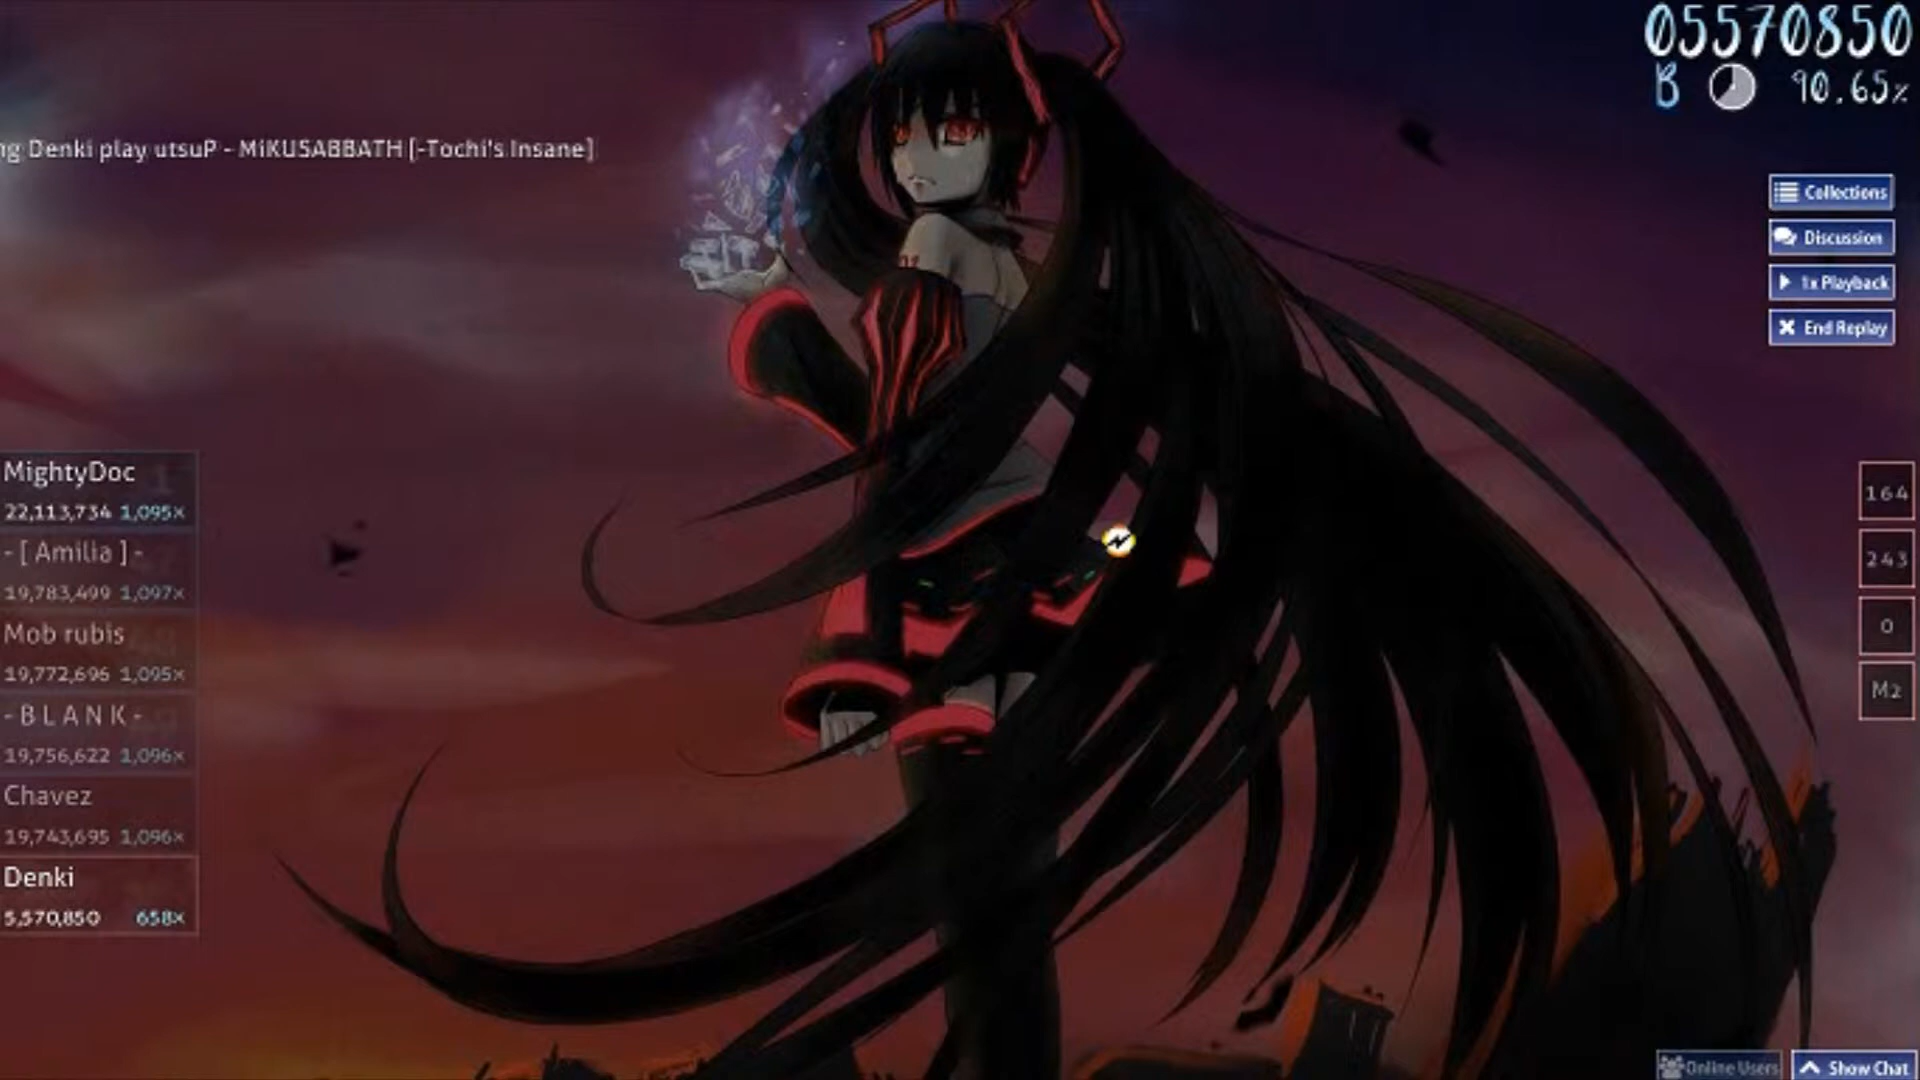 05570850
B 90.65%
ng Denki play utsuP - MiKUSABBATH [-Tochi's Insane]
Collections
Discussion
1x Playback
End Replay
MightyDoc
22,113,734 1,095x
- [ Amilia ] -
19,783,499 1,097x
Mob rubis
19,772,696 1,095x
- B L A N K -
19,756,622 1,096x
Chavez
19,743,695 1,096x
Denki
5,570,850 658x
164
243
0
M2
01
Online Users
Show Chat